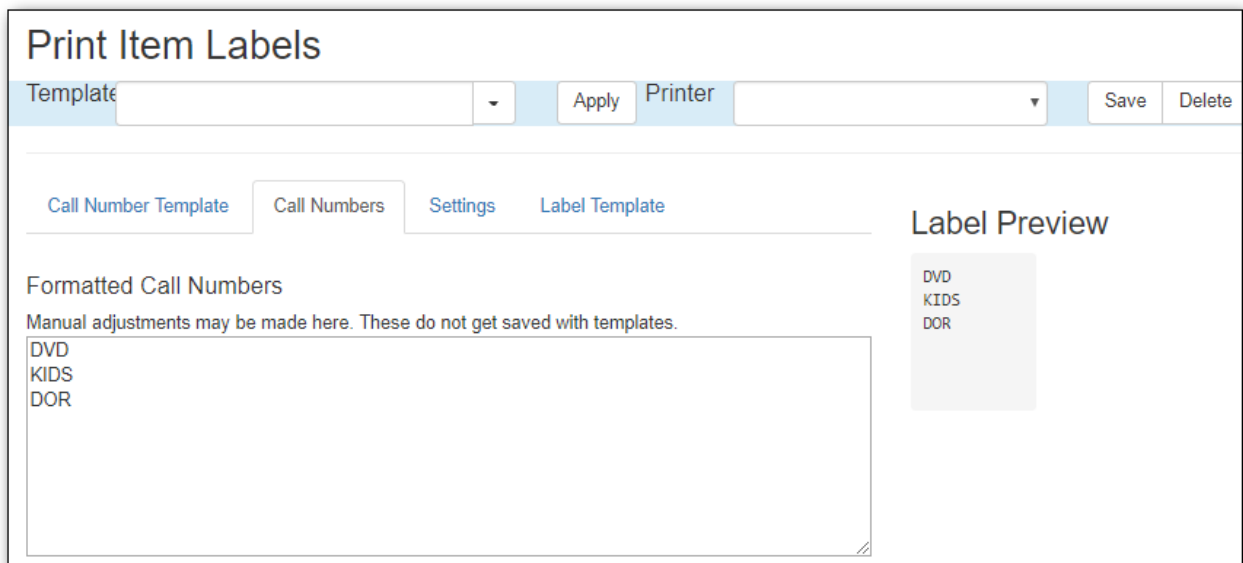 Print Item Labels
Template Apply Printer Save Delete
Call Number Template Call Numbers Settings Label Template
Label Preview
DVD
KIDS
DOR
Formatted Call Numbers
Manual adjustments may be made here. These do not get saved with templates.
DVD
KIDS
DOR